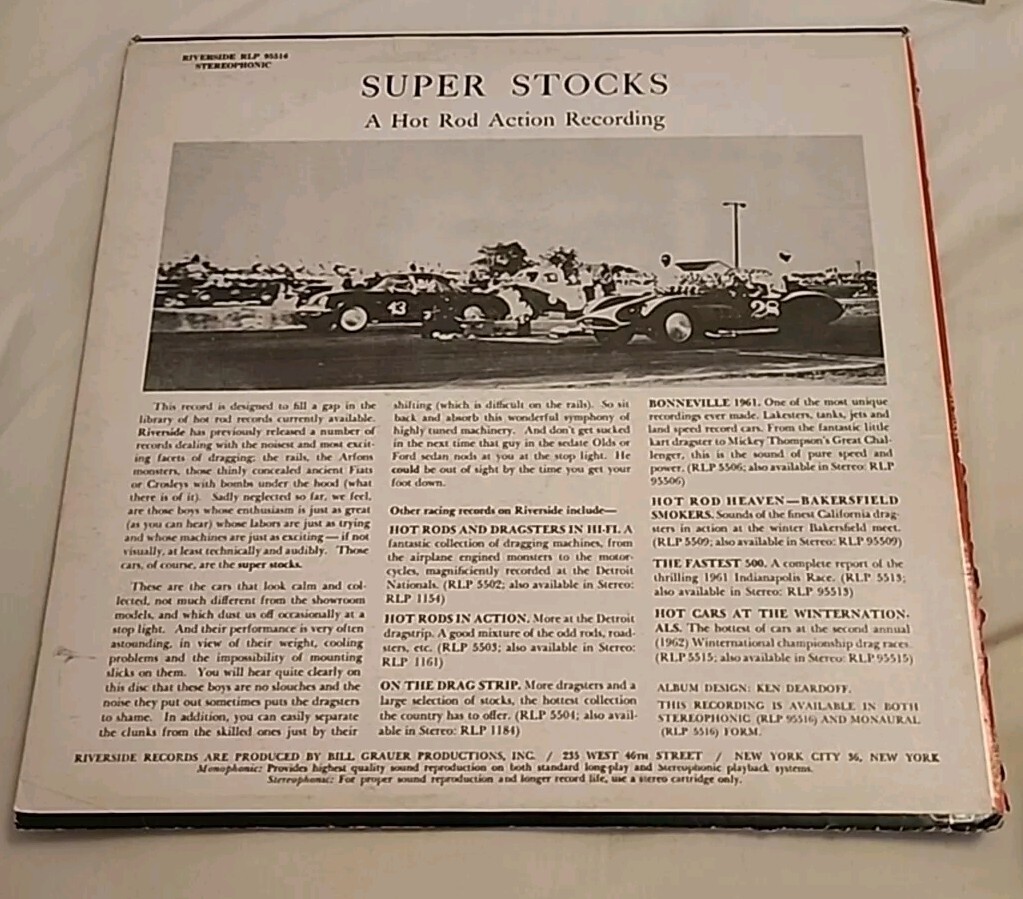 RIVERSIDE RLP 95516
STEREOPHONIC
SUPER STOCKS
A Hot Rod Action Recording
43
28
This record is designed to fill a gap in the
library of hot rod records currently available.
Riverside has previously released a number of
records dealing with the noisest and most excit-
ing facets of dragging; the rails, the Arfons
monsters, those thinly concealed ancient Fiats
or Crosleys with bombs under the hood (what
there is of it). Sadly neglected so far, we feel,
are those boys whose enthusiasm is just as great
(as you can hear) whose labors are just as trying
and whose machines are just as exciting — if not
visually, at least technically and audibly. Those
cars, of course, are the super stocks.
These are the cars that look calm and col-
lected, not much different from the showroom
models, and which dust us off occasionally at a
stop light. And their performance is very often
astounding, in view of their weight, cooling
problems and the impossibility of mounting
slicks on them. You will hear quite clearly on
this disc that these boys are no slouches and the
noise they put out sometimes puts the dragsters
to shame. In addition, you can easily separate
the clunks from the skilled ones just by their
shifting (which is difficult on the rails). So sit
back and absorb this wonderful symphony of
highly tuned machinery. And don't get sucked
in the next time that guy in the sedate Olds or
Ford sedan nods at you at the stop light. He
could be out of sight by the time you get your
foot down.
Other racing records on Riverside include—
HOT RODS AND DRAGSTERS IN HI-FI. A
fantastic collection of dragging machines, from
the airplane engined monsters to the motor-
cycles, magnificiently recorded at the Detroit
Nationals. (RLP 5502; also available in Stereo:
RLP 1154)
HOT RODS IN ACTION. More at the Detroit
dragstrip. A good mixture of the odd rods, road-
sters, etc. (RLP 5503; also available in Stereo:
RLP 1161)
ON THE DRAG STRIP. More dragsters and a
large selection of stocks, the hottest collection
the country has to offer. (RLP 5504; also avail-
able in Stereo: RLP 1184)
BONNEVILLE 1961. One of the most unique
recordings ever made. Lakesters, tanks, jets and
land speed record cars. From the fantastic little
kart dragster to Mickey Thompson's Great Chal-
lenger, this is the sound of pure speed and
power. (RLP 5506; also available in Stereo: RLP
95506)
HOT ROD HEAVEN—BAKERSFIELD
SMOKERS. Sounds of the finest California drag-
sters in action at the winter Bakersfield meet.
(RLP 5509; also available in Stereo: RLP 95509)
THE FASTEST 500. A complete report of the
thrilling 1961 Indianapolis Race. (RLP 5513;
also available in Stereo: RLP 95513)
HOT CARS AT THE WINTERNATION-
ALS. The hottest of cars at the second annual
(1962) Winternational championship drag races.
(RLP 5515; also available in Stereo: RLP 95515)
ALBUM DESIGN: KEN DEARDOFF.
THIS RECORDING IS AVAILABLE IN BOTH
STEREOPHONIC (RLP 95516) AND MONAURAL
(RLP 5516) FORM.
RIVERSIDE RECORDS ARE PRODUCED BY BILL GRAUER PRODUCTIONS, INC. / 235 WEST 46TH STREET / NEW YORK CITY 36, NEW YORK
Monophonic: Provides highest quality sound reproduction on both standard long-play and Stereophonic playback systems.
Stereophonic: For proper sound reproduction and longer record life, use a stereo cartridge only.